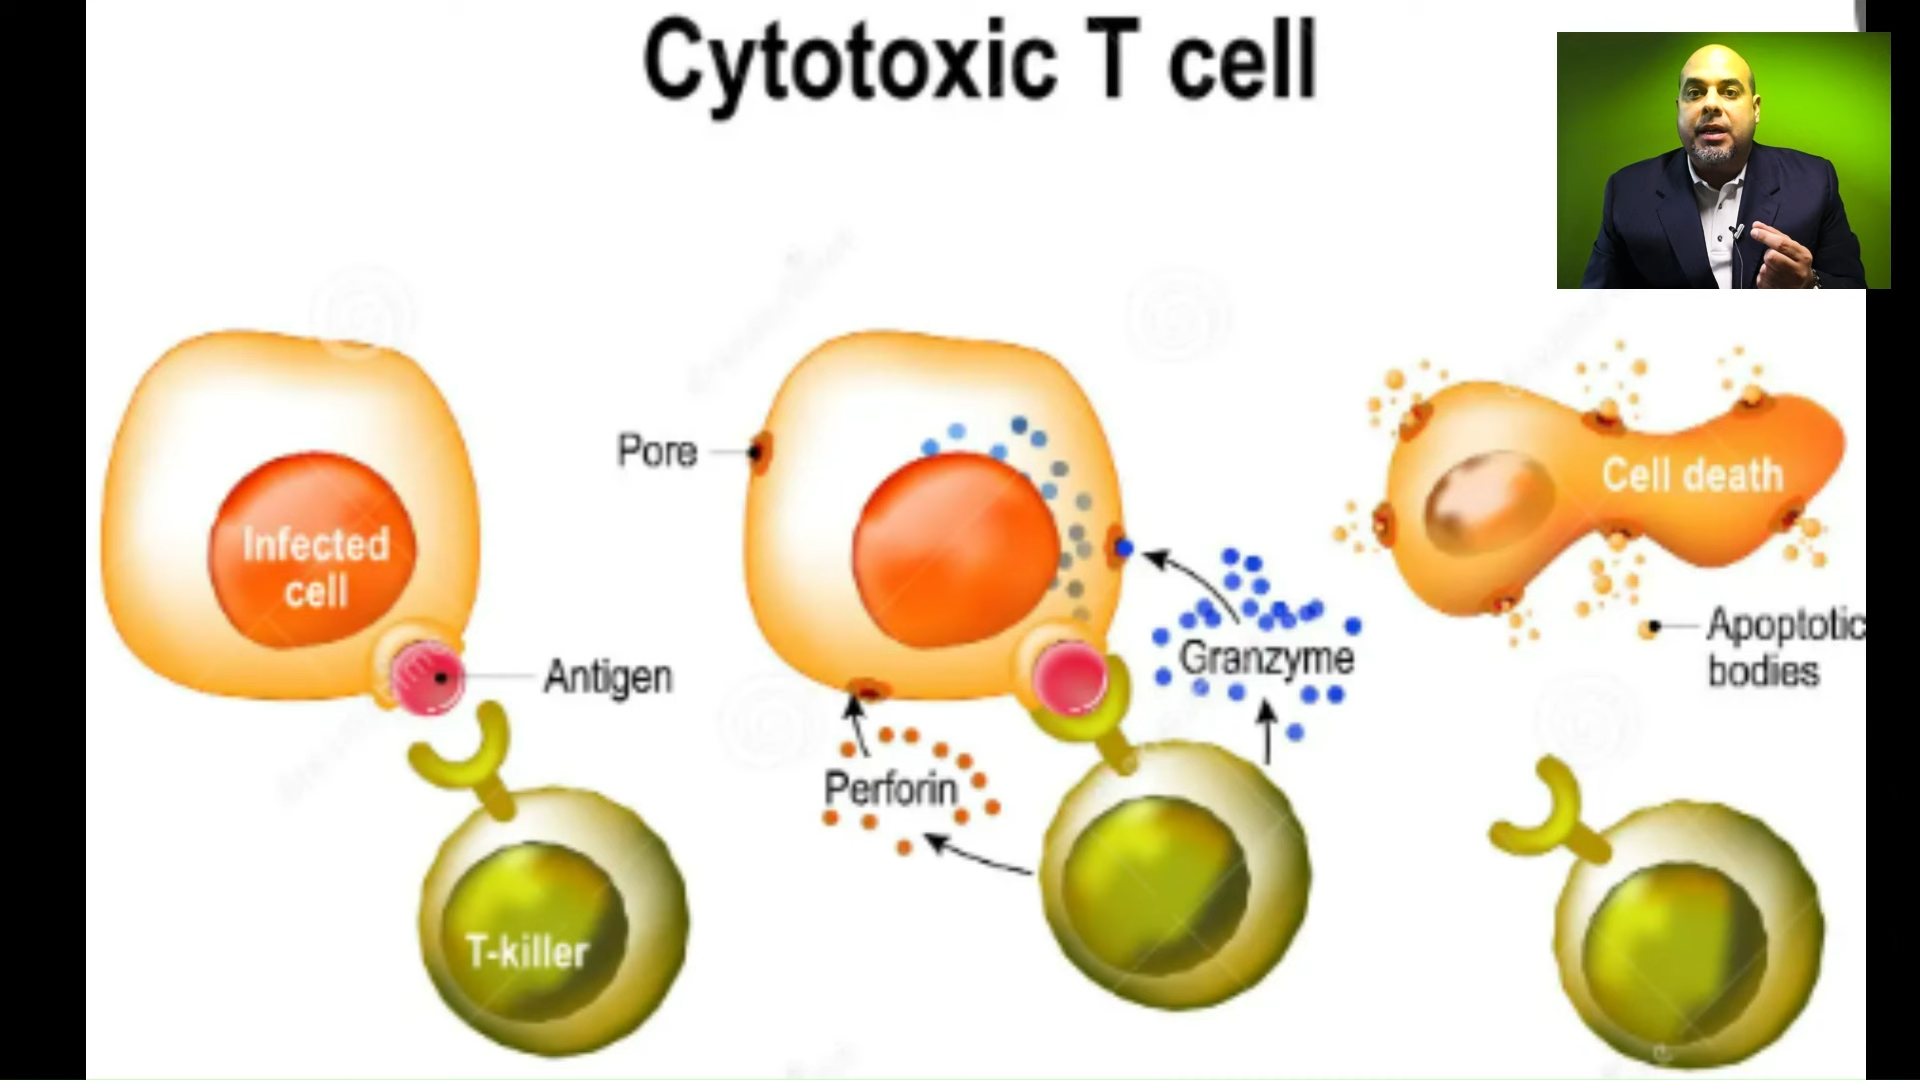 Cytotoxic T cell
Infected
cell
Antigen
T-killer
Pore
Perforin
Granzyme
Cell death
Apoptotic
bodies